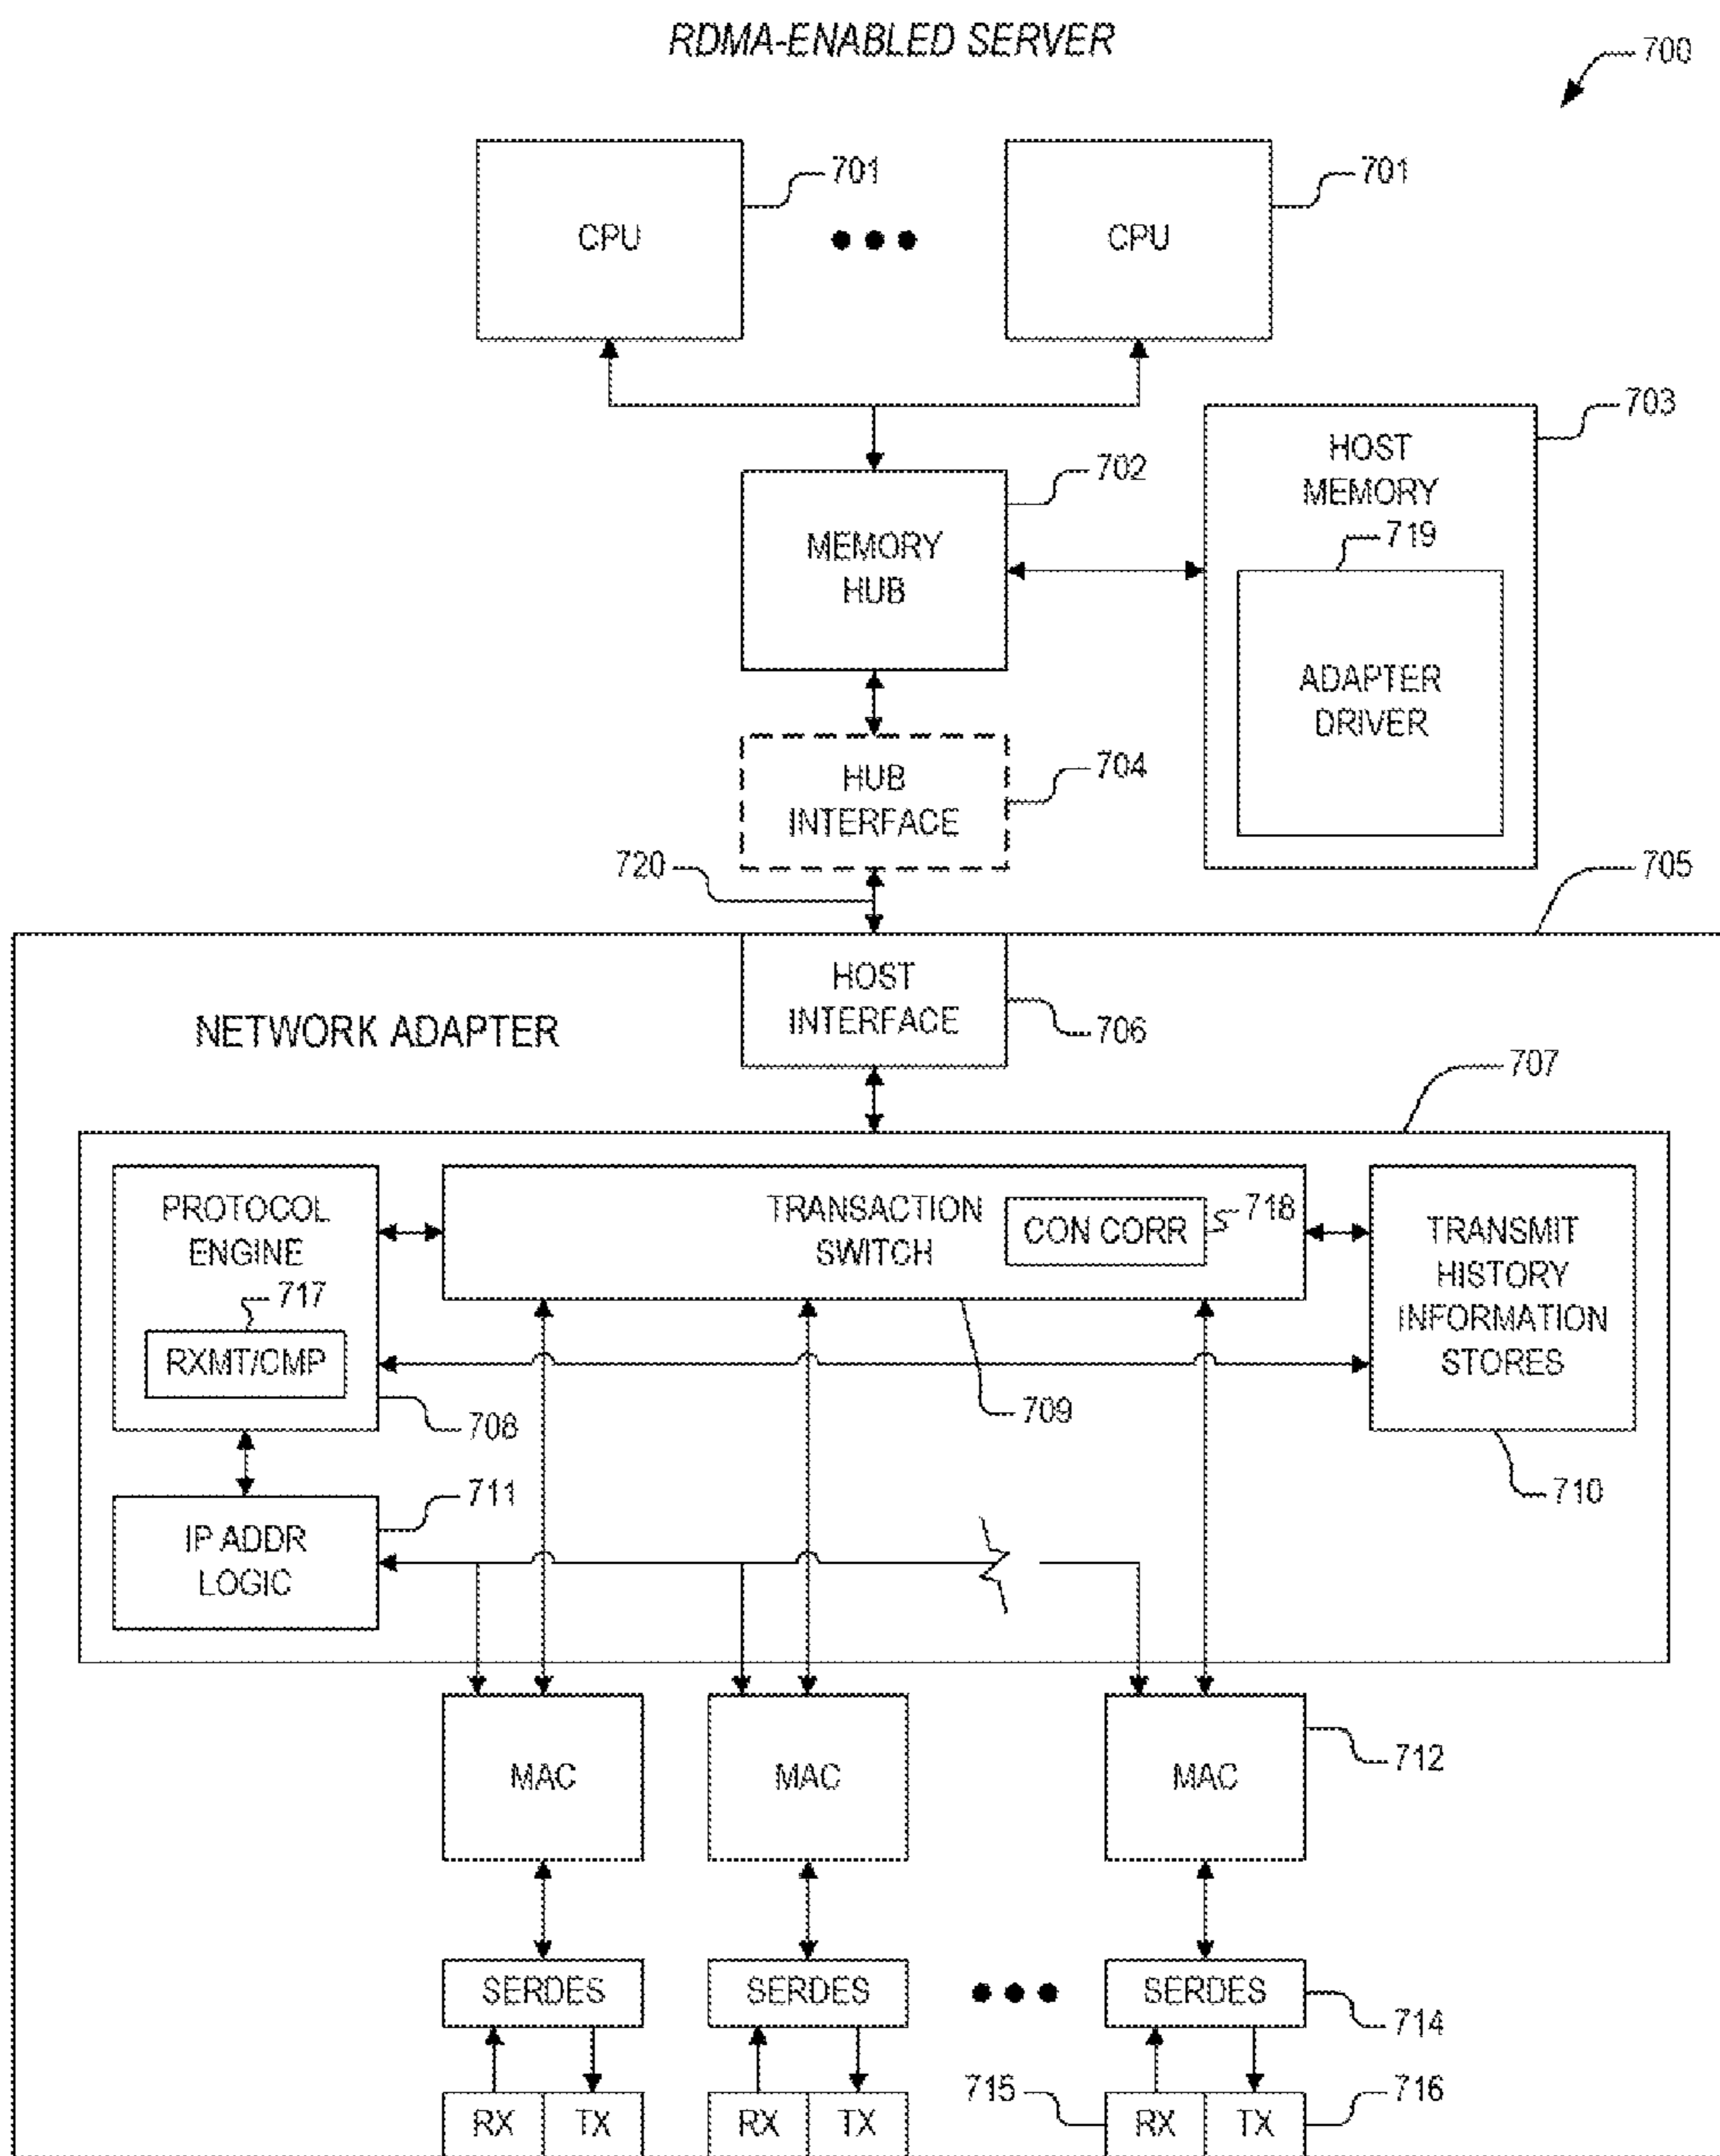 RDMA-ENABLED SERVER
700
701
701
CPU
CPU
703
HOST
MEMORY
702
719
MEMORY
HUB
ADAPTER
DRIVER
704
HUB
INTERFACE
720
705
HOST
INTERFACE
NETWORK ADAPTER
706
707
PROTOCOL
ENGINE
TRANSACTION
SWITCH
CON CORR
718
TRANSMIT
HISTORY
INFORMATION
STORES
717
RXMT/CMP
708
709
710
711
IP ADDR
LOGIC
MAC
MAC
MAC
712
SERDES
SERDES
SERDES
714
715
716
RX
TX
RX
TX
RX
TX